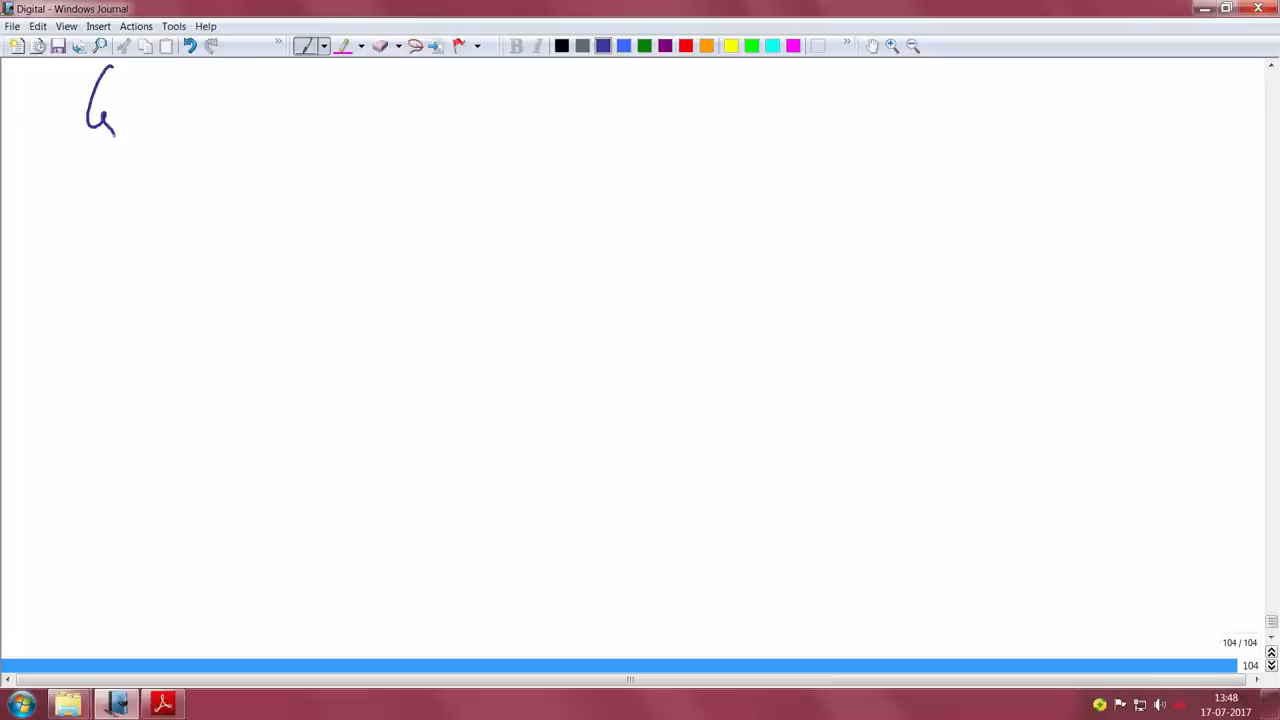 Digital - Windows Journal
File Edit View Insert Actions Tools Help
B I
G
104 / 104
104
13:48
17-07-2017